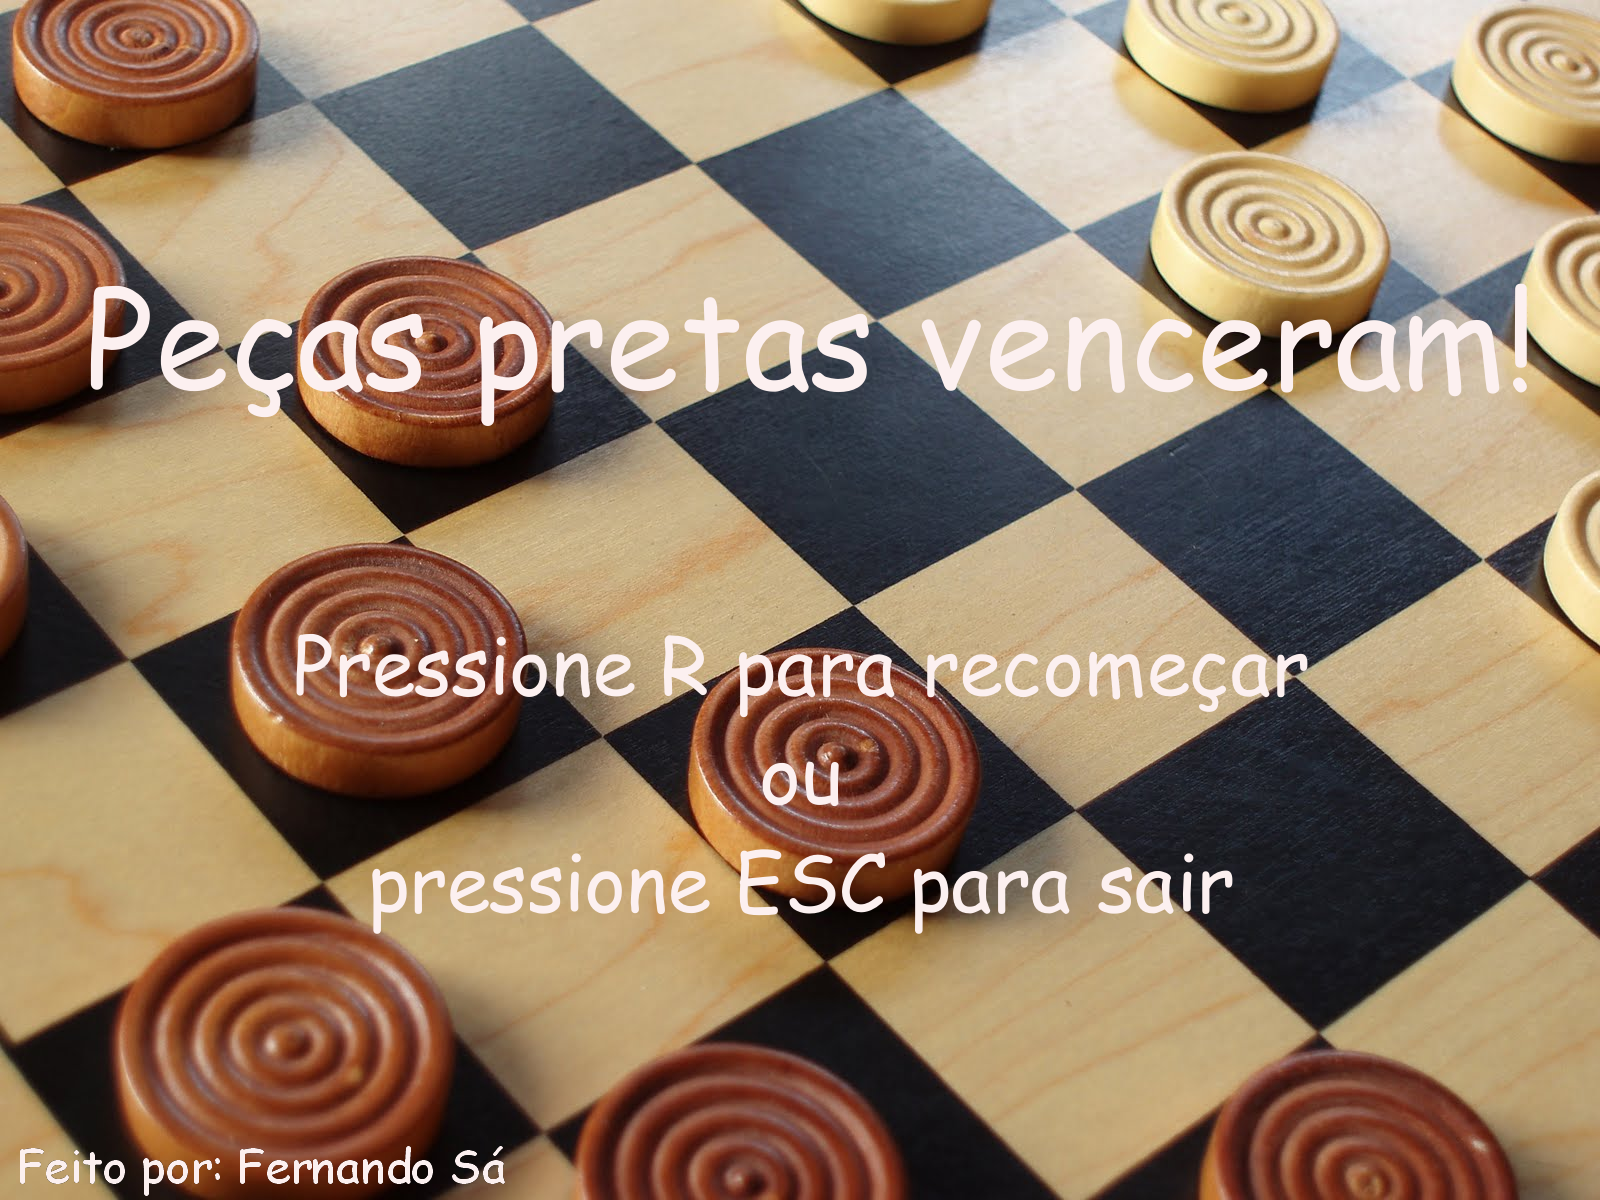 Peças pretas venceram!
Pressione R para recomeçar
ou
pressione ESC para sair
Feito por: Fernando Sá